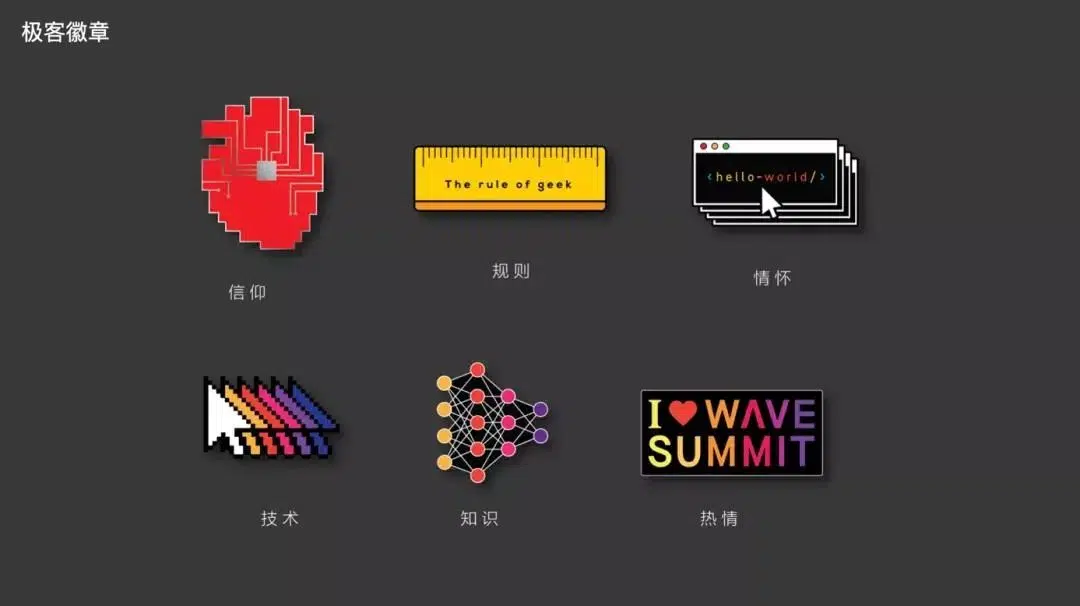 极客徽章
The rule of geek
<hello-world/>
规则
情怀
信仰
I ❤ WAVE
SUMMIT
技术
知识
热情